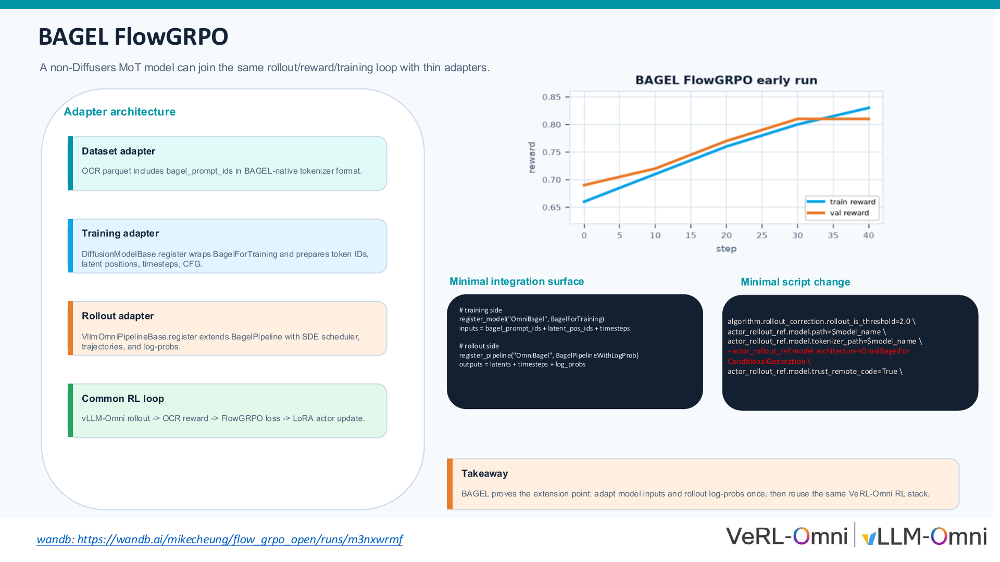 BAGEL FlowGRPO
A non-Diffusers MoT model can join the same rollout/reward/training loop with thin adapters.
Adapter architecture
Dataset adapter
OCR parquet includes bagel_prompt_ids in BAGEL-native tokenizer format.
Training adapter
DiffusionModelBase.register wraps BagelForTraining and prepares token IDs,
latent positions, timesteps, CFG.
Rollout adapter
VllmOmniPipelineBase.register extends BagelPipeline with SDE scheduler,
trajectories, and log-probs.
Common RL loop
vLLM-Omni rollout -> OCR reward -> FlowGRPO loss -> LoRA actor update.
BAGEL FlowGRPO early run
0.85
0.80
0.75
0.70
0.65
reward
train reward
val reward
0 5 10 15 20 25 30 35 40
step
Minimal integration surface
# training side
register_model("OmniBagel", BagelForTraining)
inputs = bagel_prompt_ids + latent_pos_ids + timesteps
# rollout side
register_pipeline("OmniBagel", BagelPipelineWithLogProb)
outputs = latents + timesteps + log_probs
Minimal script change
algorithm.rollout_correction.rollout_is_threshold=2.0 \
actor_rollout_ref.model.path=$model_name \
actor_rollout_ref.model.tokenizer_path=$model_name \
+actor_rollout_ref.model.architecture=OmniBagelFor
ConditionalGeneration \
actor_rollout_ref.model.trust_remote_code=True \
Takeaway
BAGEL proves the extension point: adapt model inputs and rollout log-probs once, then reuse the same VeRL-Omni RL stack.
wandb: https://wandb.ai/mikecheung/flow_grpo_open/runs/m3nxwrmf
VeRL-Omni
vLLM-Omni